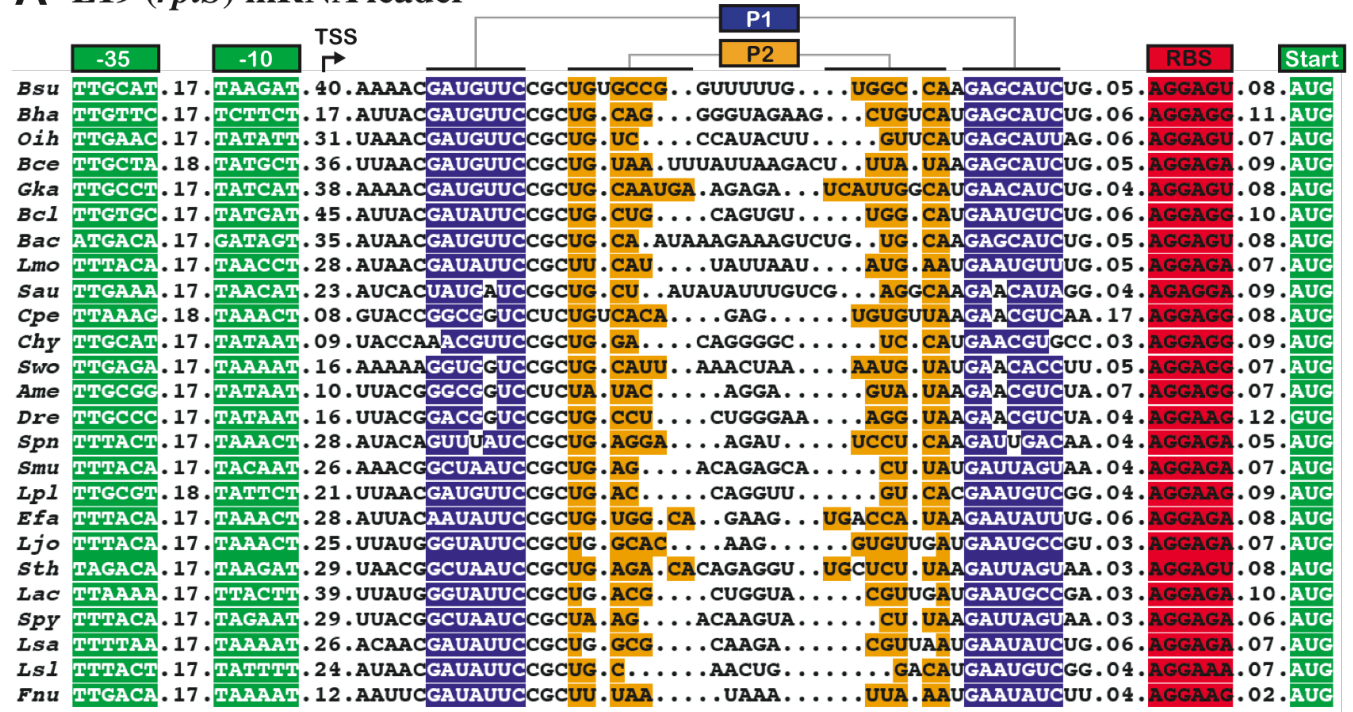 A L19 (rplS) mRNA leader
P1
-35 -10 TSS P2 RBS Start
Bsu TTGCAT.17.TAAGAT.40.AAAACGAUGUUCCGCUGUGCCG..GUUUUUG....UGGC.CAAGAGCAUCUG.05.AGGAGU.08.AUG
Bha TTGTTC.17.TCTTCT.17.AUUACGAUGUUCCGCUG.CAG...GGGUAGAAG...CUGUCAUGAGCAUCUG.06.AGGAGG.11.AUG
Oih TTGAAC.17.TATATT.31.UAAACGAUGUUCCGCUG.UC....CCAUACUU.....GUUCAUGAGCAUUAG.06.AGGAGU.07.AUG
Bce TTGCTA.18.TATGCT.36.UUAACGAUGUUCCGCUG.UAA.UUUAUUAAGACU..UUA.UAAGAGCAUCUG.05.AGGAGA.09.AUG
Gka TTGCCT.17.TATCAT.38.AAAACGAUGUUCCGCUG.CAAUGA.AGAGA...UCAUUGGCAUGAACAUCUG.04.AGGAGU.08.AUG
Bcl TTGTGC.17.TATGAT.45.AUUACGAUAUUCCGCUG.CUG....CAGUGU.....UGG.CAUGAAUGUCUG.06.AGGAGG.10.AUG
Bac ATGACA.17.GATAGT.35.AUAACGAUGUUCCGCUG.CA.AUAAAGAAAGUCUG..UG.CAAGAGCAUCUG.05.AGGAGU.08.AUG
Lmo TTTACA.17.TAACCT.28.AUAACGAUAUUCCGCUU.CAU....UAUUAAU....AUG.AAUGAAUGUUUG.05.AGGAGA.07.AUG
Sau TTGAAA.17.TAACAT.23.AUCACUAUGAUCCGCUG.CU..AUAUAUUUGUCG...AGGCAAGAACAUAGG.04.AGAGGA.09.AUG
Cpe TTAAAG.18.TAAACT.08.GUACCGGCGGUCCUCUGUCACA....GAG......UGUGUUAAGAACGUCAA.17.AGGAGG.08.AUG
Chy TTGCAT.17.TATAAT.09.UACCAAACGUUCCGCUG.GA.....CAGGGGC.....UC.CAUGAACGUGCC.03.AGGAGG.09.AUG
Swo TTGAGA.17.TAAAAT.16.AAAAAGGUGGUCCGCUG.CAUU..AAACUAA....AAUG.UAUGAACACCUU.05.AGGAGG.07.AUG
Ame TTGCGG.17.TATAAT.10.UUACGGGCGGUCCUCUA.UAC.....AGGA......GUA.UAAGAACGUCUA.07.AGGAGG.07.AUG
Dre TTGCCC.17.TATAAT.16.UUACGGACGGUCCGCUG.CCU....CUGGGAA....AGG.UAAGAACGUCUA.04.AGGAAG.12.GUG
Spn TTTACT.17.TAAACT.28.AUACAGUUUAUCCGCUG.AGGA....AGAU.....UCCU.CAAGAUUGACAA.04.AGGAGG.05.AUG
Smu TTTACA.17.TACAAT.26.AAACGGCUAAUCCGCUG.AG....ACAGAGCA.....CU.UAUGAUUAGUAA.04.AGGAGA.07.AUG
Lpl TTGCGT.18.TATTCT.21.UUAACGAUGUUCCGCUG.AC.....CAGGUU......GU.CACGAAUGUCGG.04.AGGAAG.09.AUG
Efa TTTACA.17.TAAACT.28.AUUACAAUAUUCCGCUG.UGG.CA..GAAG...UGACCA.UAAGAAUAUUUG.06.AGGAGA.08.AUG
Ljo TTTACA.17.TAAACT.25.UUAUGGGUAUUCCGCUG.GCAC....AAG......GUGUUGAUGAAUGCCGU.03.AGGAGA.07.AUG
Sth TAGACA.17.TAAGAT.29.UAACGGCUAAUCCGCUG.AGA.CACAGAGGU..UGCUCU.UAAGAUUAGUAA.03.AGGAGU.08.AUG
Lac TTAAAA.17.TTACTT.39.UUAUGGGUAUUCCGCUG.ACG....CUGGUA.....CGUUGAUGAAUGCCGA.03.AGGAGA.10.AUG
Spy TTTACA.17.TAGAAT.29.UUACGGCUAAUCCGCUA.AG.....ACAAGUA.....CU.UAAGAUUAGUAA.03.AGGAGA.06.AUG
Lsa TTTTAA.17.TAAAAT.26.ACAACGAUAUUCCGCUG.GCG....CAAGA......CGUUAAUGAAUAUCUG.06.AGGAGA.07.AUG
Lsl TTTACT.17.TATTTT.24.AUAACGAUAUUCCGCUG.C......AACUG.......GACAUGAAUGUCGG.04.AGGAAA.07.AUG
Fnu TTGACA.17.TAAAAT.12.AAUUCGAUAUUCCGCUU.UAA.....UAAA......UUA.AAUGAAUAUCUU.04.AGGAAG.02.AUG